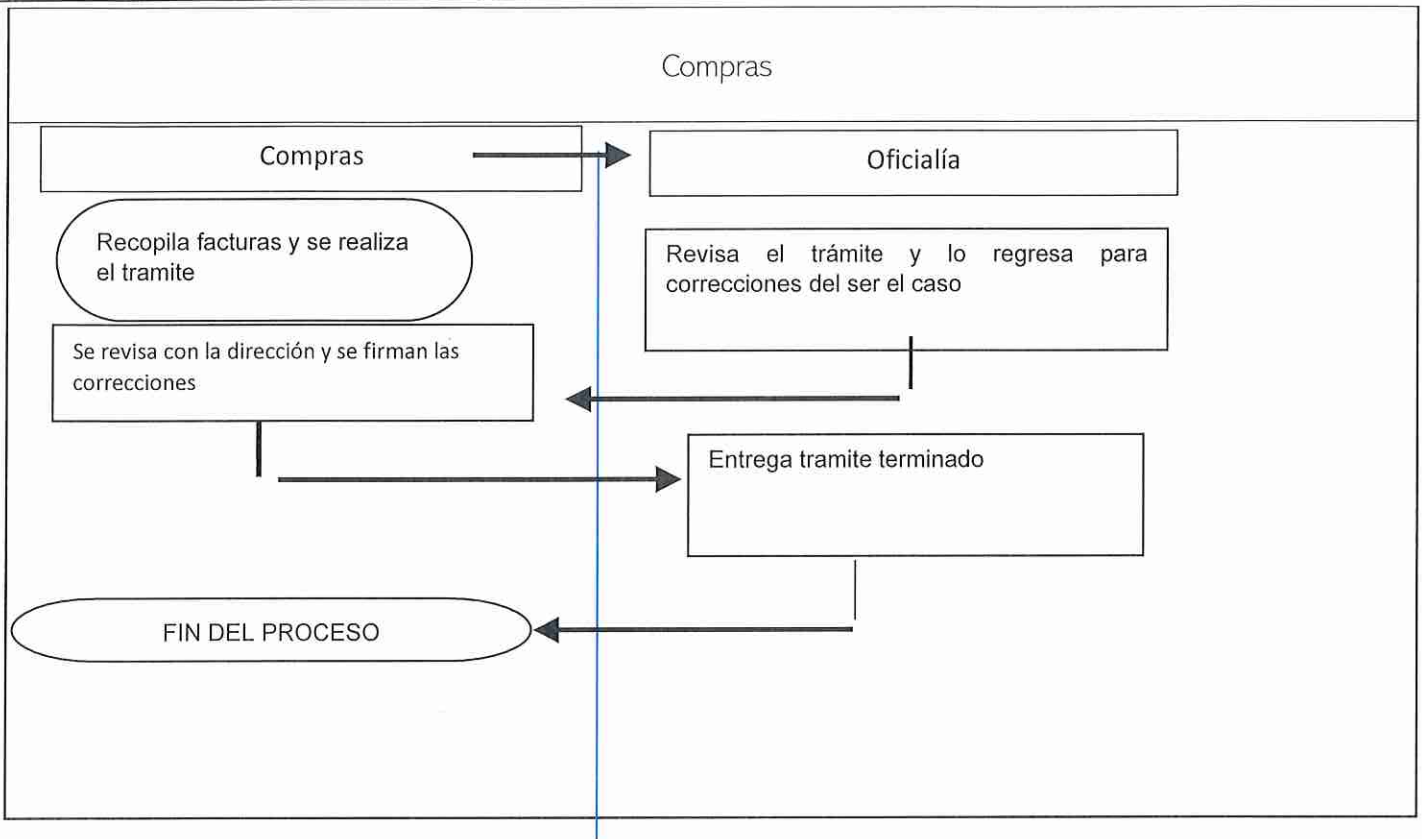 Compras
Compras
Oficialía
Recopila facturas y se realiza
el tramite
Revisa el trámite y lo regresa para
correcciones del ser el caso
Se revisa con la dirección y se firman las
correcciones
Entrega tramite terminado
FIN DEL PROCESO